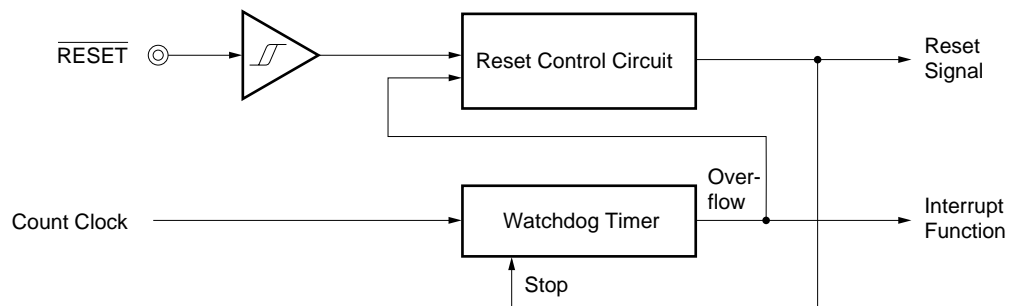 RESET
Reset Control Circuit
Reset
Signal
Over-
flow
Count Clock
Watchdog Timer
Interrupt
Function
Stop